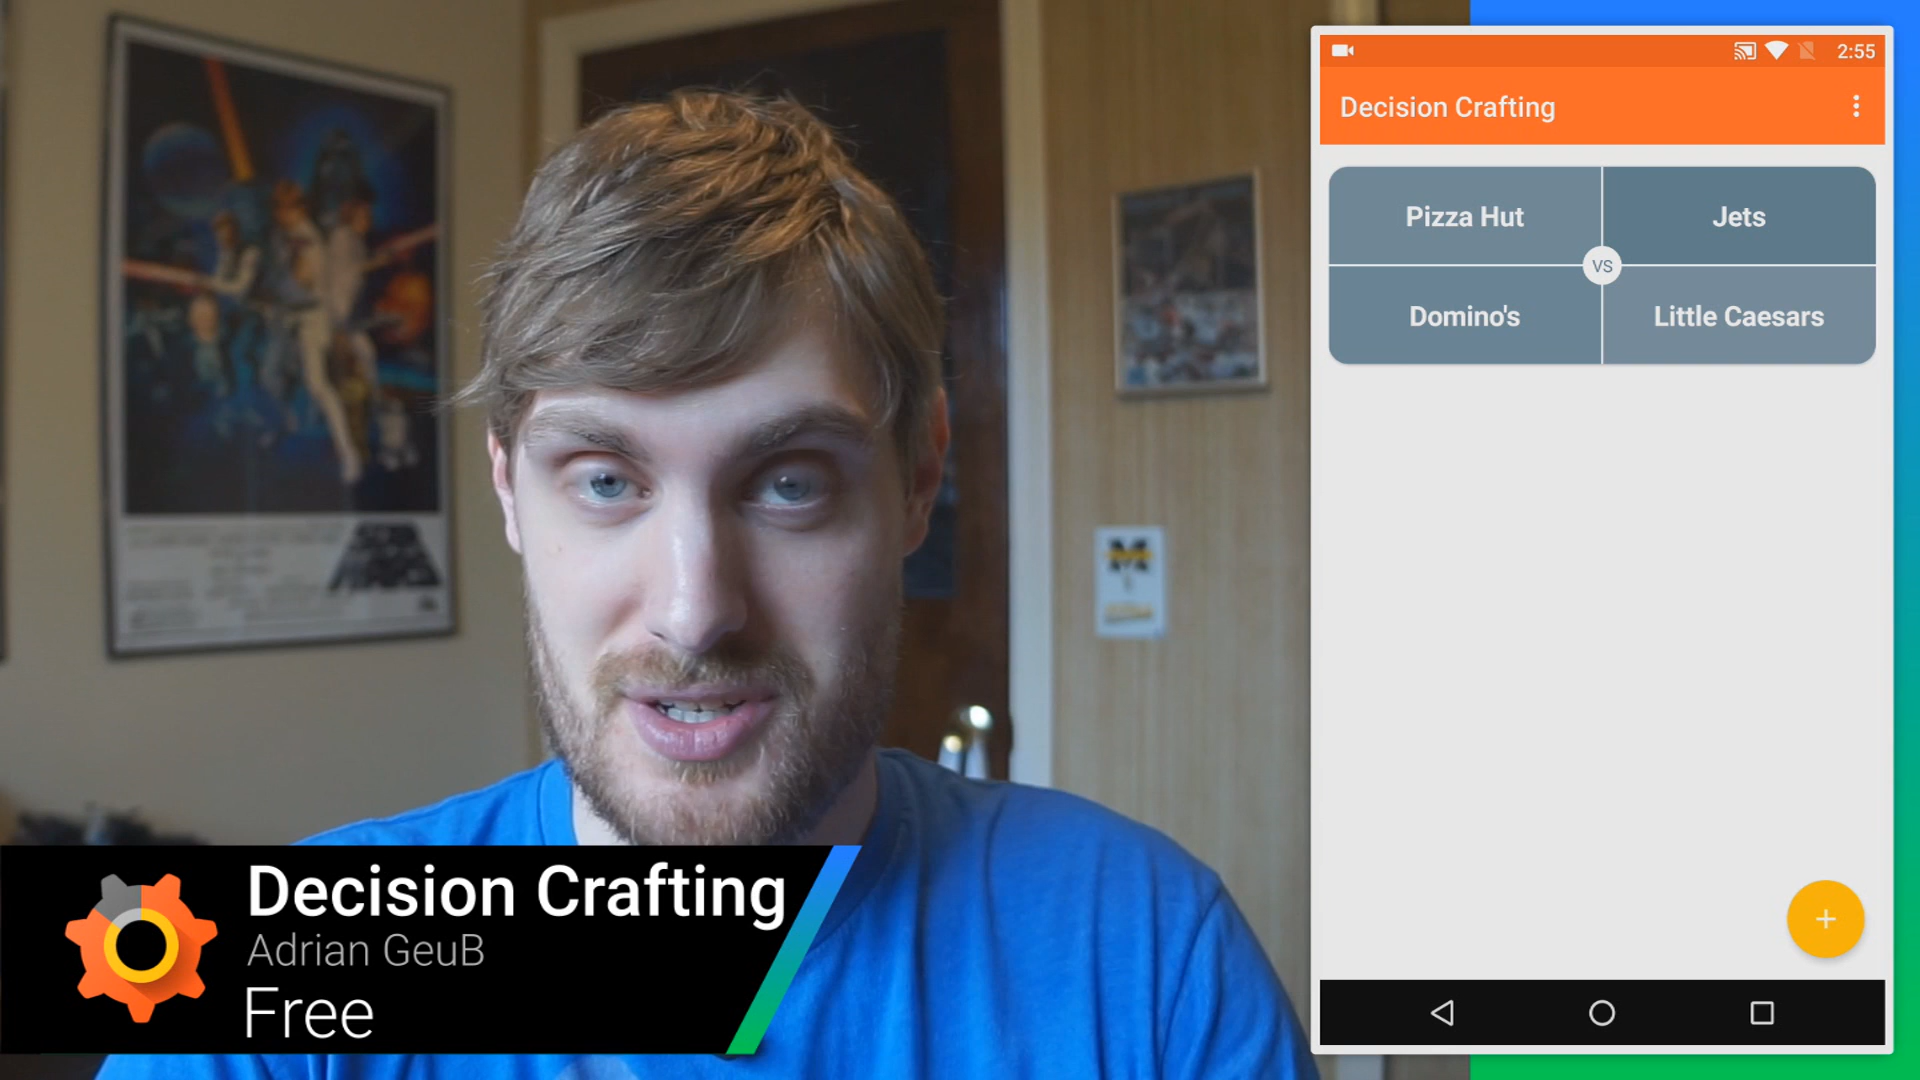 2:55
Decision Crafting
Pizza Hut
Jets
VS
Domino's
Little Caesars
Decision Crafting
Adrian GeuB
Free